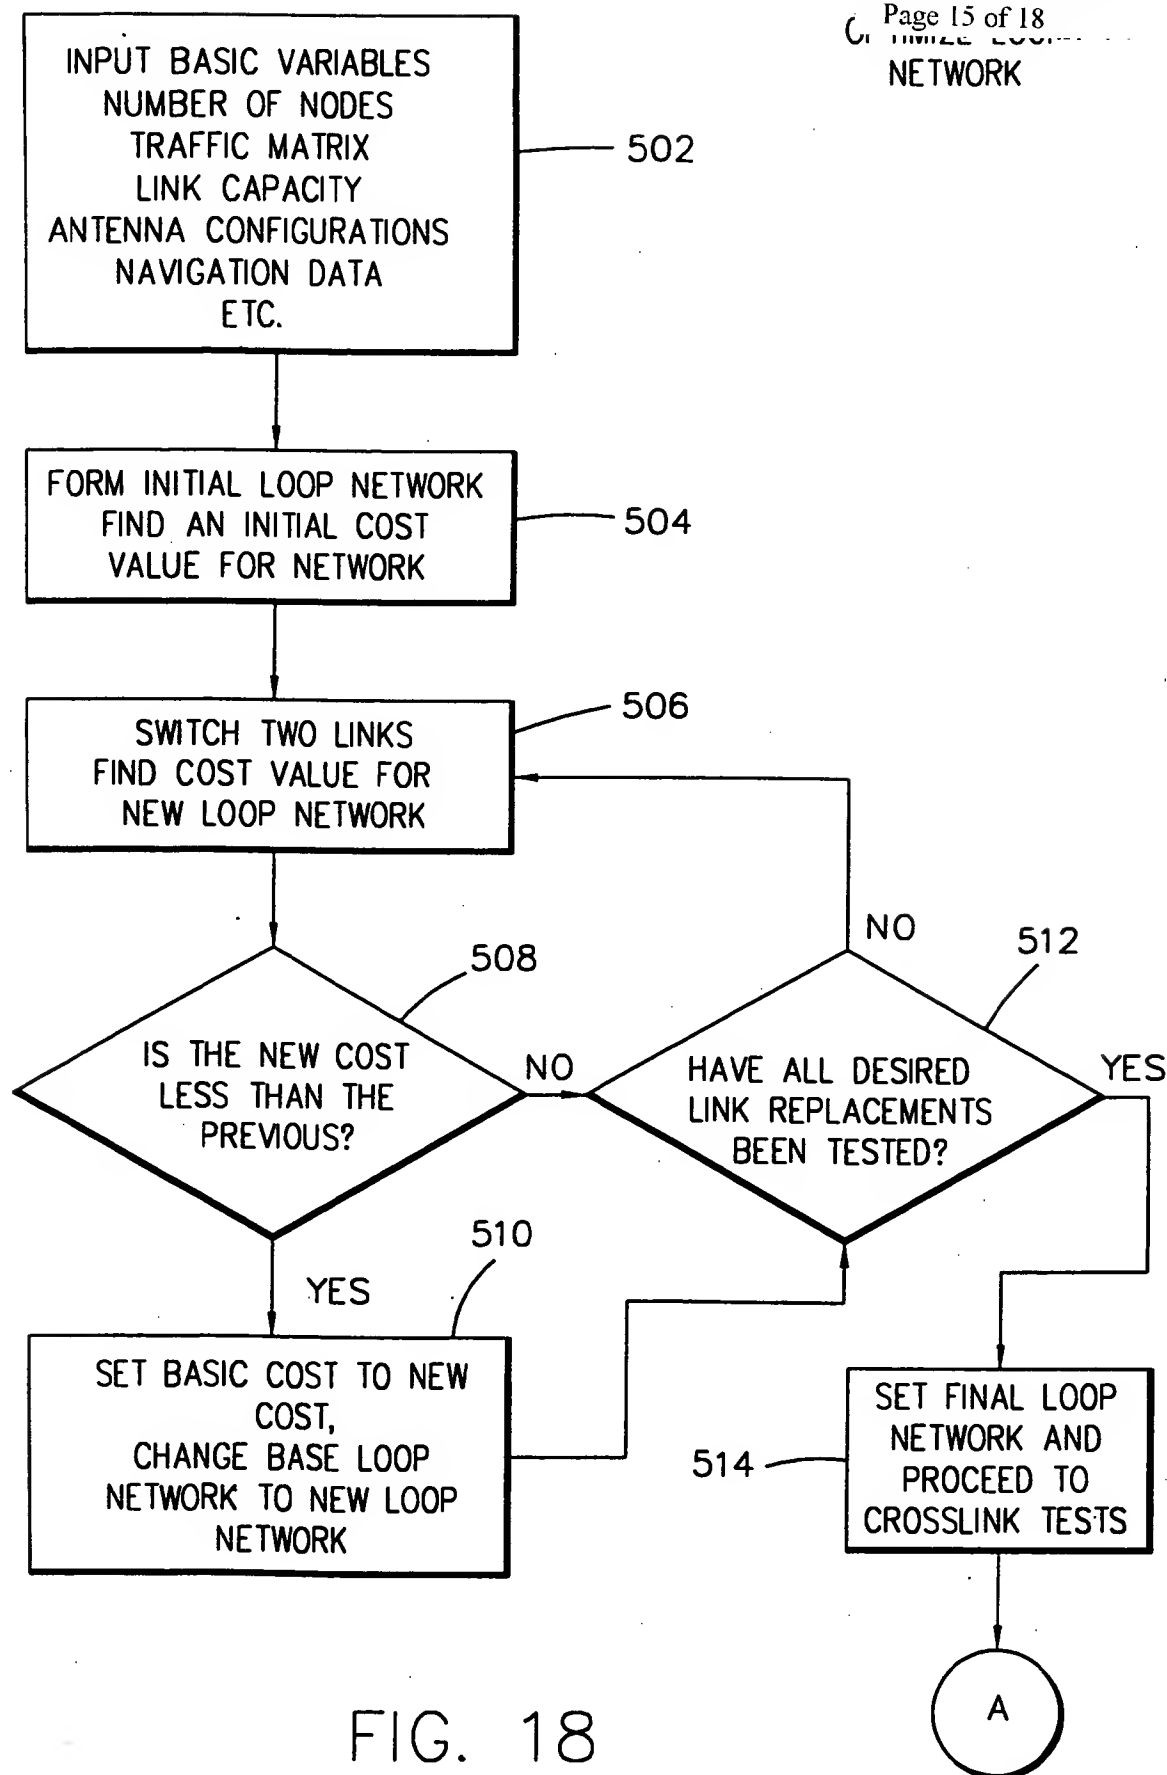 Page 15 of 18
NETWORK
INPUT BASIC VARIABLES
NUMBER OF NODES
TRAFFIC MATRIX
LINK CAPACITY
ANTENNA CONFIGURATIONS
NAVIGATION DATA
ETC.
502
FORM INITIAL LOOP NETWORK
FIND AN INITIAL COST
VALUE FOR NETWORK
504
SWITCH TWO LINKS
FIND COST VALUE FOR
NEW LOOP NETWORK
506
IS THE NEW COST
LESS THAN THE
PREVIOUS?
508
NO
YES
HAVE ALL DESIRED
LINK REPLACEMENTS
BEEN TESTED?
512
NO
YES
SET BASIC COST TO NEW
COST,
CHANGE BASE LOOP
NETWORK TO NEW LOOP
NETWORK
510
SET FINAL LOOP
NETWORK AND
PROCEED TO
CROSSLINK TESTS
514
A
FIG. 18